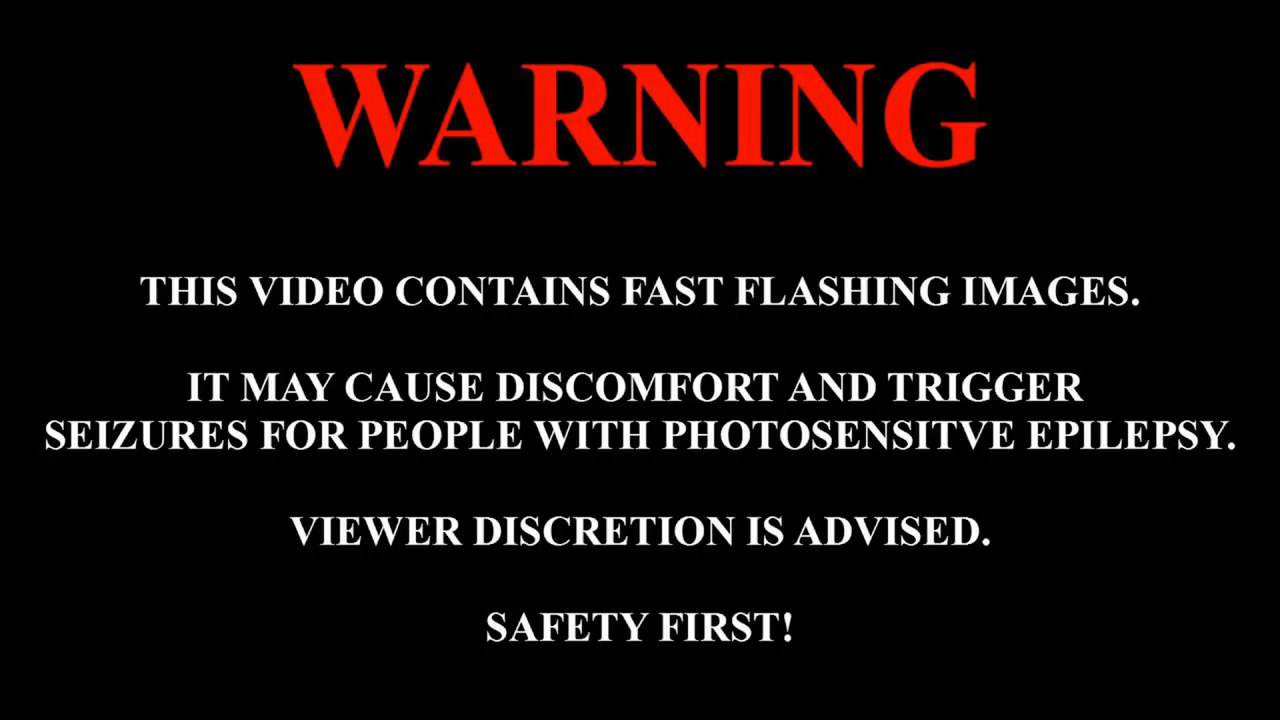 WARNING
THIS VIDEO CONTAINS FAST FLASHING IMAGES.
IT MAY CAUSE DISCOMFORT AND TRIGGER
SEIZURES FOR PEOPLE WITH PHOTOSENSITVE EPILEPSY.
VIEWER DISCRETION IS ADVISED.
SAFETY FIRST!